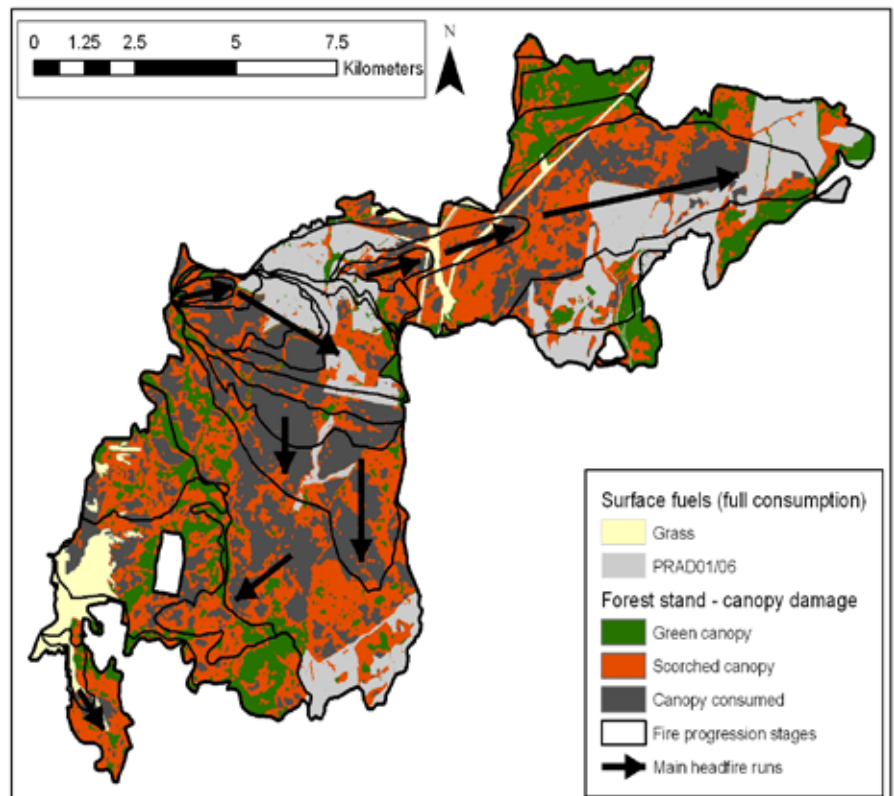 0 1.25 2.5 5 7.5
Kilometers
N
Surface fuels (full consumption)
Grass
PRAD01/06
Forest stand - canopy damage
Green canopy
Scorched canopy
Canopy consumed
Fire progression stages
Main headfire runs